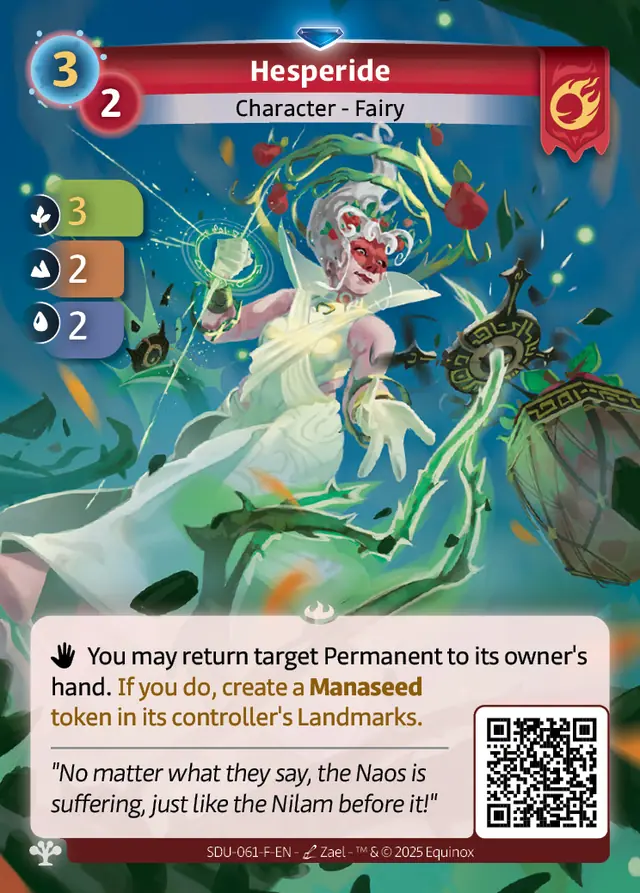 3
2
Hesperide
Character - Fairy
3
2
2
You may return target Permanent to its owner's
hand. If you do, create a Manaseed
token in its controller's Landmarks.
"No matter what they say, the Naos is
suffering, just like the Nilam before it!"
SDU-061-F-EN - Zael - ™ & © 2025 Equinox